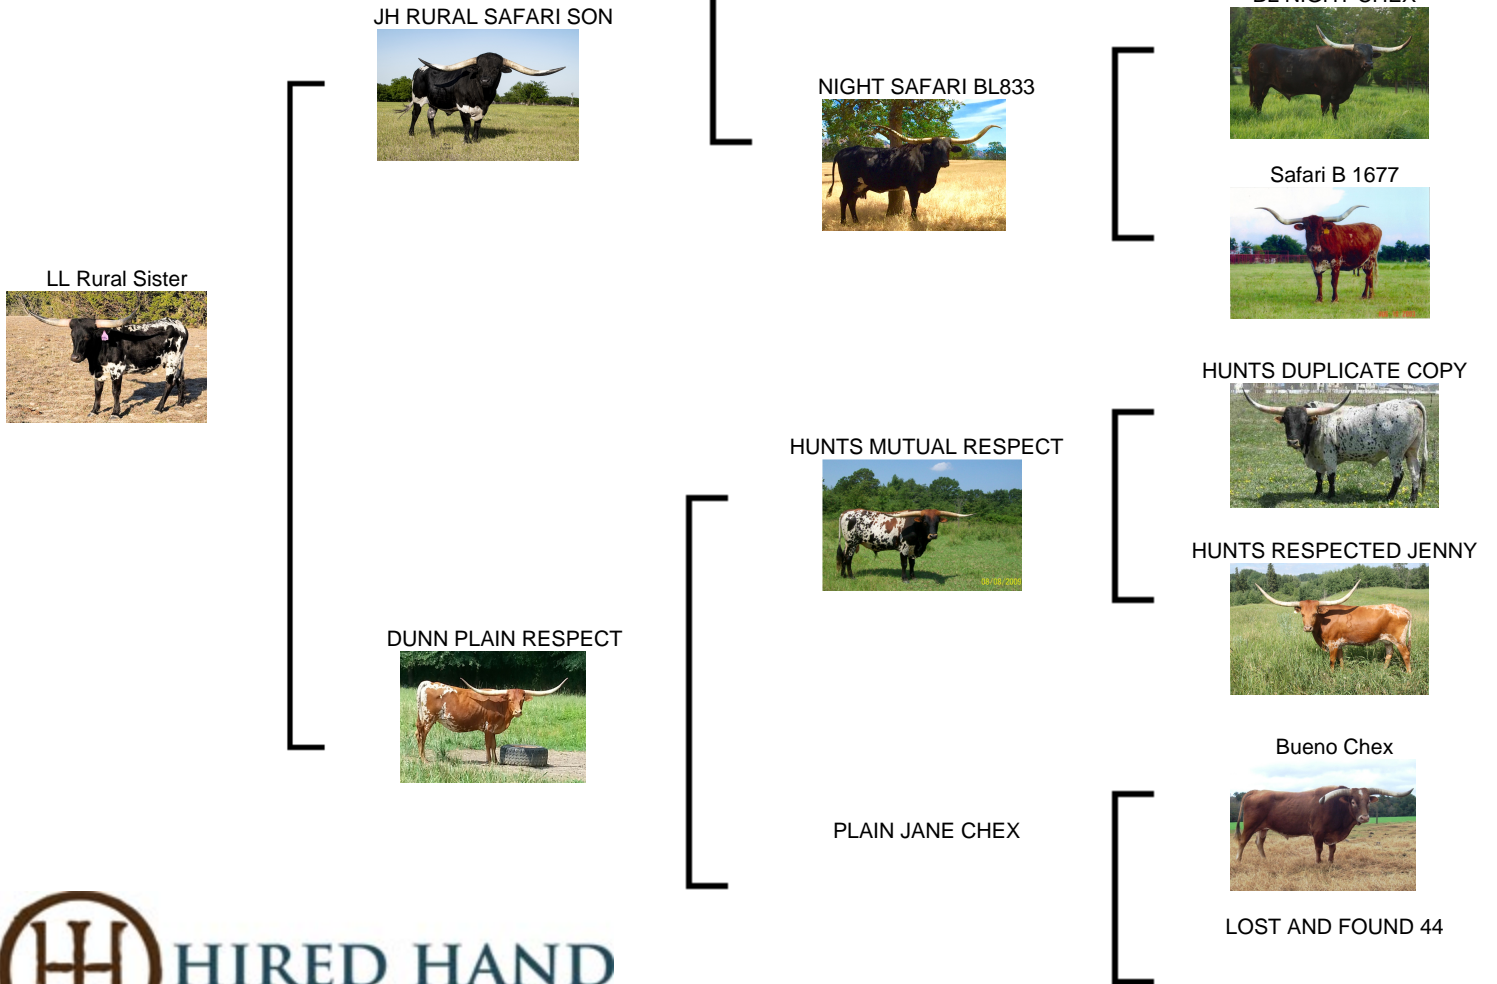 JH RURAL SAFARI SON
NIGHT SAFARI BL833
Safari B 1677
LL Rural Sister
HUNTS DUPLICATE COPY
HUNTS MUTUAL RESPECT
HUNTS RESPECTED JENNY
DUNN PLAIN RESPECT
Bueno Chex
PLAIN JANE CHEX
LOST AND FOUND 44
HIRED HAND